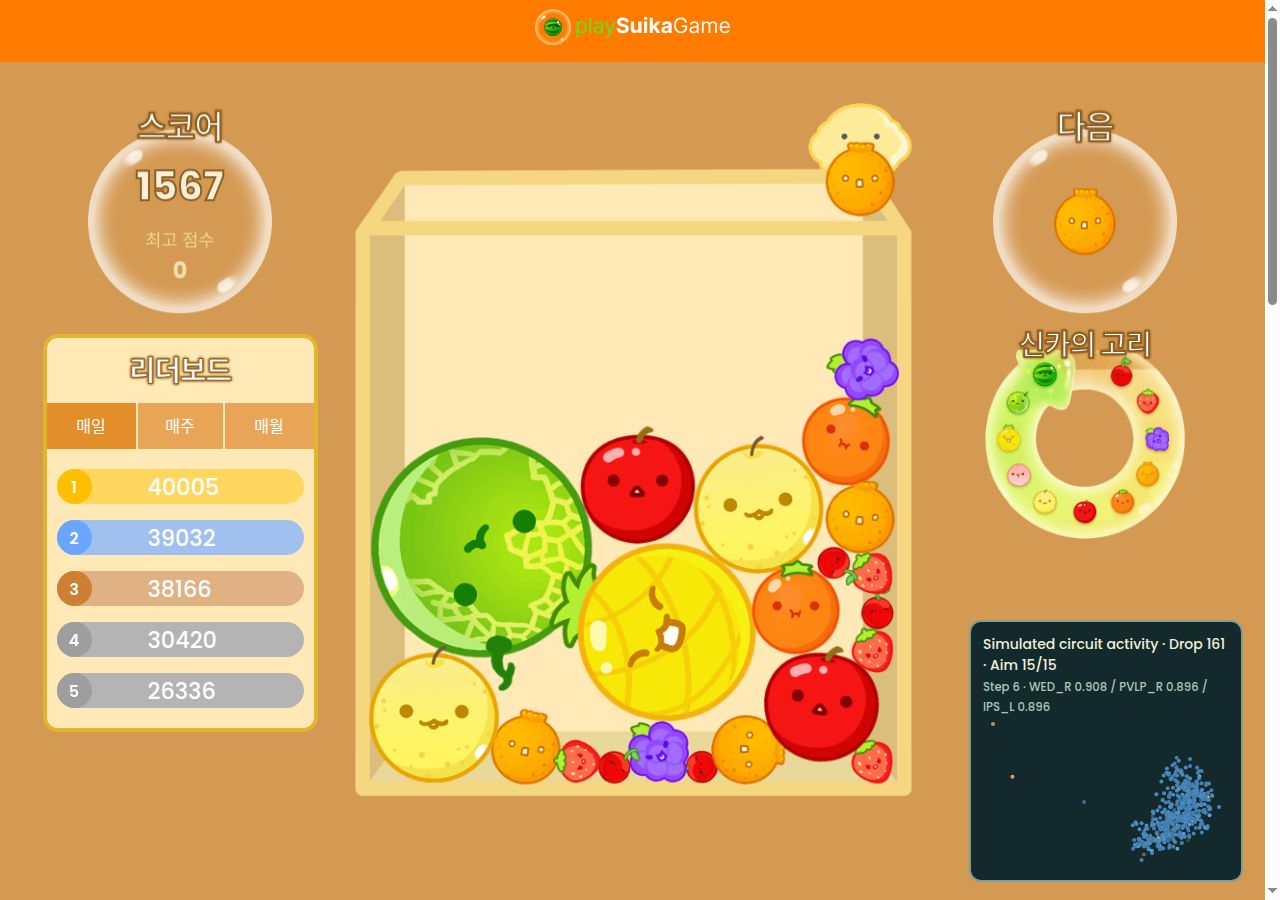 playSuikaGame
스코어
1567
최고 점수
0
다음
리더보드
매일 매주 매월
1 40005
2 39032
3 38166
4 30420
5 26336
신카의 고리
Simulated circuit activity · Drop 161
· Aim 15/15
Step 6 · WED_R 0.908 / PVLP_R 0.896 /
IPS_L 0.896